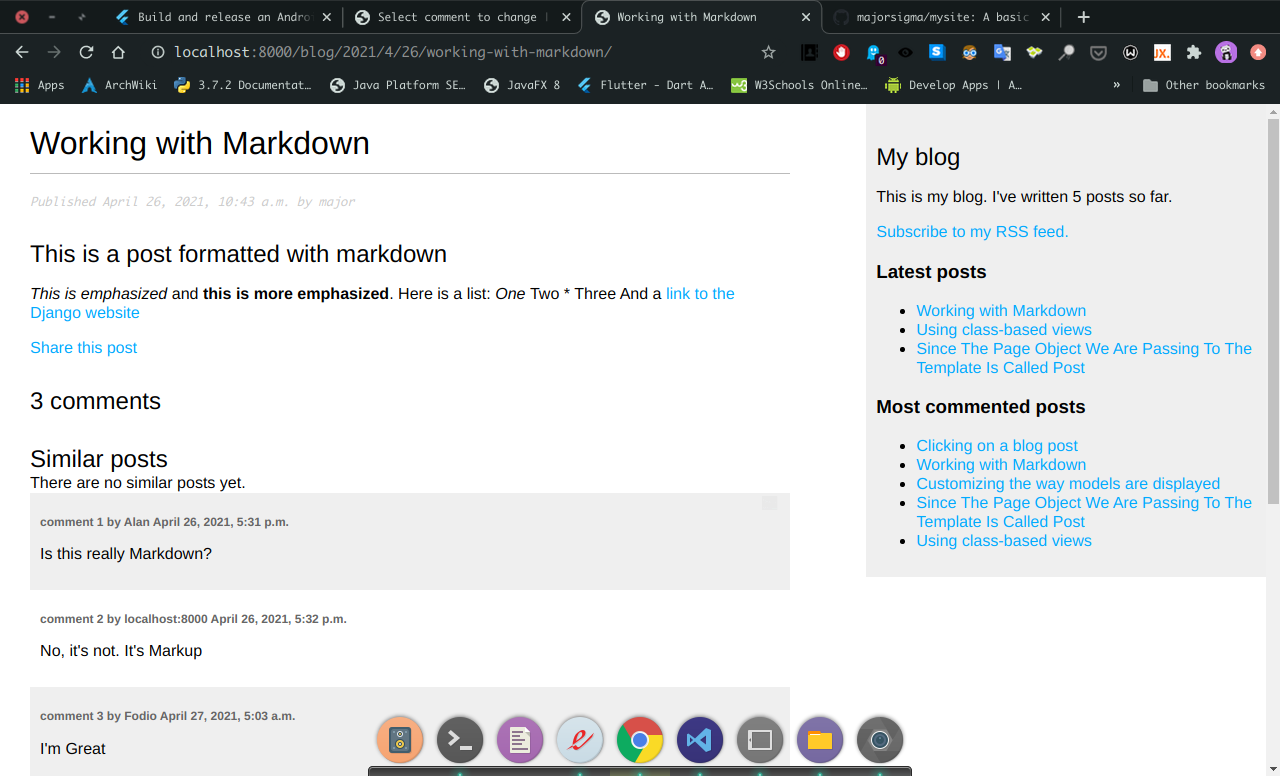 Build and release an Andro
Select comment to change |
Working with Markdown
majorsigma/mysite: A basic
localhost:8000/blog/2021/4/26/working-with-markdown/
0
S
JX.
Apps
ArchWiki
3.7.2 Documentat…
Java Platform SE…
JavaFX 8
Flutter - Dart A…
W3Schools Online…
Develop Apps | A…
»
Other bookmarks
Working with Markdown
Published April 26, 2021, 10:43 a.m. by major
This is a post formatted with markdown
This is emphasized and this is more emphasized. Here is a list: One Two * Three And a link to the
Django website
Share this post
3 comments
Similar posts
There are no similar posts yet.
comment 1 by Alan April 26, 2021, 5:31 p.m.
Is this really Markdown?
comment 2 by localhost:8000 April 26, 2021, 5:32 p.m.
No, it's not. It's Markup
comment 3 by Fodio April 27, 2021, 5:03 a.m.
I'm Great
My blog
This is my blog. I've written 5 posts so far.
Subscribe to my RSS feed.
Latest posts
Working with Markdown
Using class-based views
Since The Page Object We Are Passing To The
Template Is Called Post
Most commented posts
Clicking on a blog post
Working with Markdown
Customizing the way models are displayed
Since The Page Object We Are Passing To The
Template Is Called Post
Using class-based views